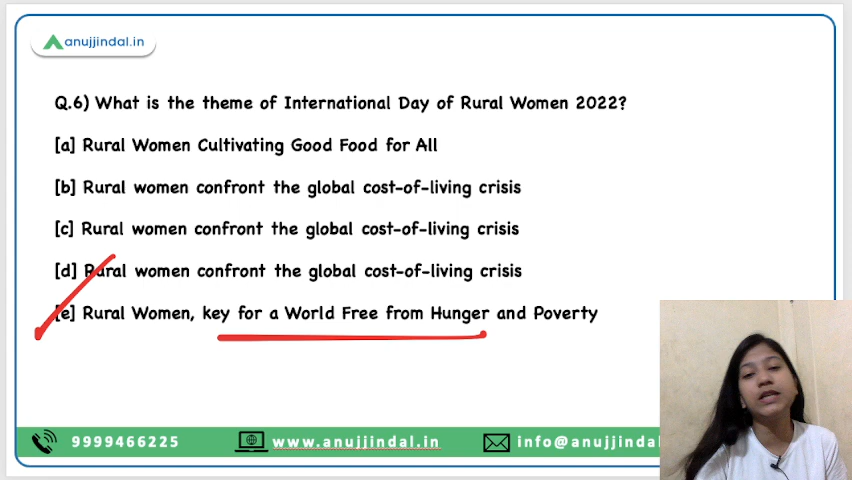 anujjindal.in
Q.6) What is the theme of International Day of Rural Women 2022?
[a] Rural Women Cultivating Good Food for All
[b] Rural women confront the global cost-of-living crisis
[c] Rural women confront the global cost-of-living crisis
[d] Rural women confront the global cost-of-living crisis
[e] Rural Women, key for a World Free from Hunger and Poverty
9999466225 www.anujjindal.in info@anujjindal